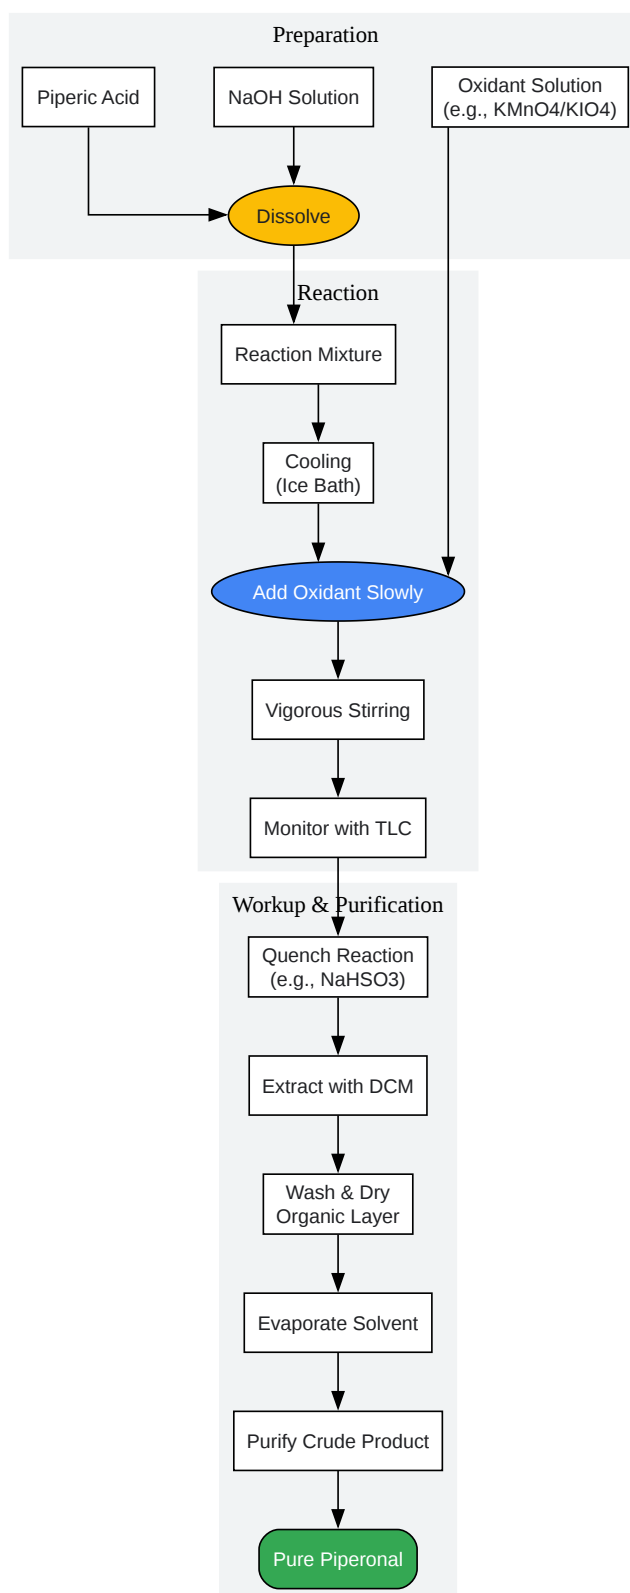 Preparation
Piperic Acid
NaOH Solution
Oxidant Solution
(e.g., KMnO4/KIO4)
Dissolve
Reaction
Reaction Mixture
Cooling
(Ice Bath)
Add Oxidant Slowly
Vigorous Stirring
Monitor with TLC
Workup & Purification
Quench Reaction
(e.g., NaHSO3)
Extract with DCM
Wash & Dry
Organic Layer
Evaporate Solvent
Purify Crude Product
Pure Piperonal